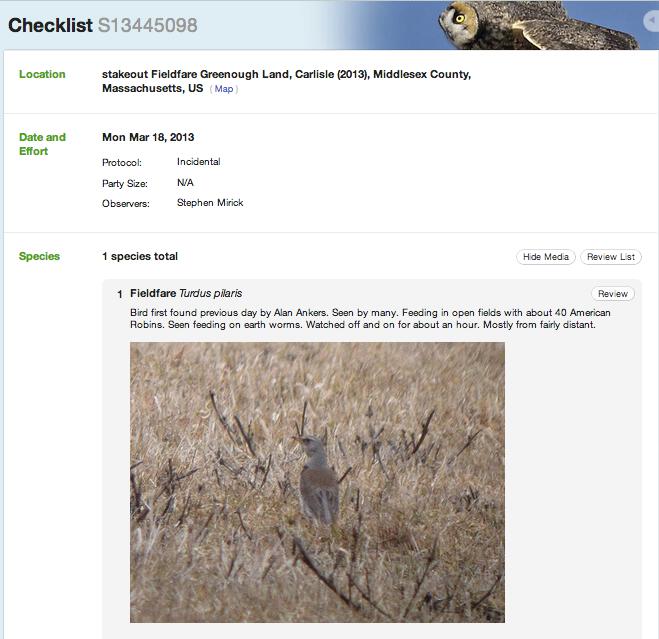 Checklist S13445098
Location
stakeout Fieldfare Greenough Land, Carlisle (2013), Middlesex County,
Massachusetts, US ( Map )
Date and
Effort
Mon Mar 18, 2013
Protocol: Incidental
Party Size: N/A
Observers: Stephen Mirick
Species
1 species total
Hide Media Review List
1 Fieldfare Turdus pilaris Review
Bird first found previous day by Alan Ankers. Seen by many. Feeding in open fields with about 40 American
Robins. Seen feeding on earth worms. Watched off and on for about an hour. Mostly from fairly distant.